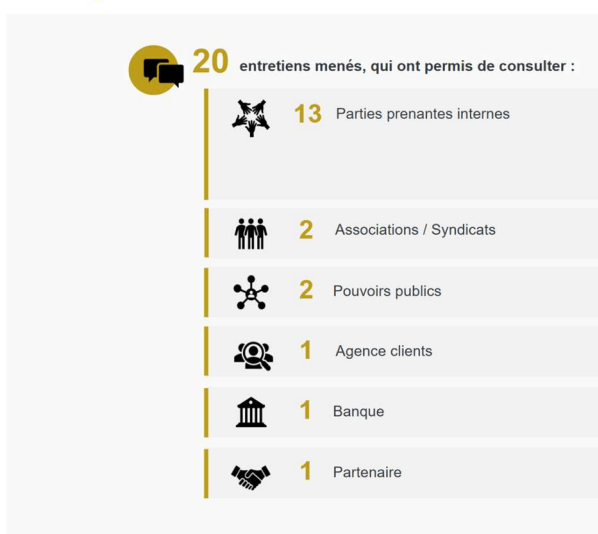 20 entretiens menés, qui ont permis de consulter :
13 Parties prenantes internes
2 Associations / Syndicats
2 Pouvoirs publics
1 Agence clients
1 Banque
1 Partenaire